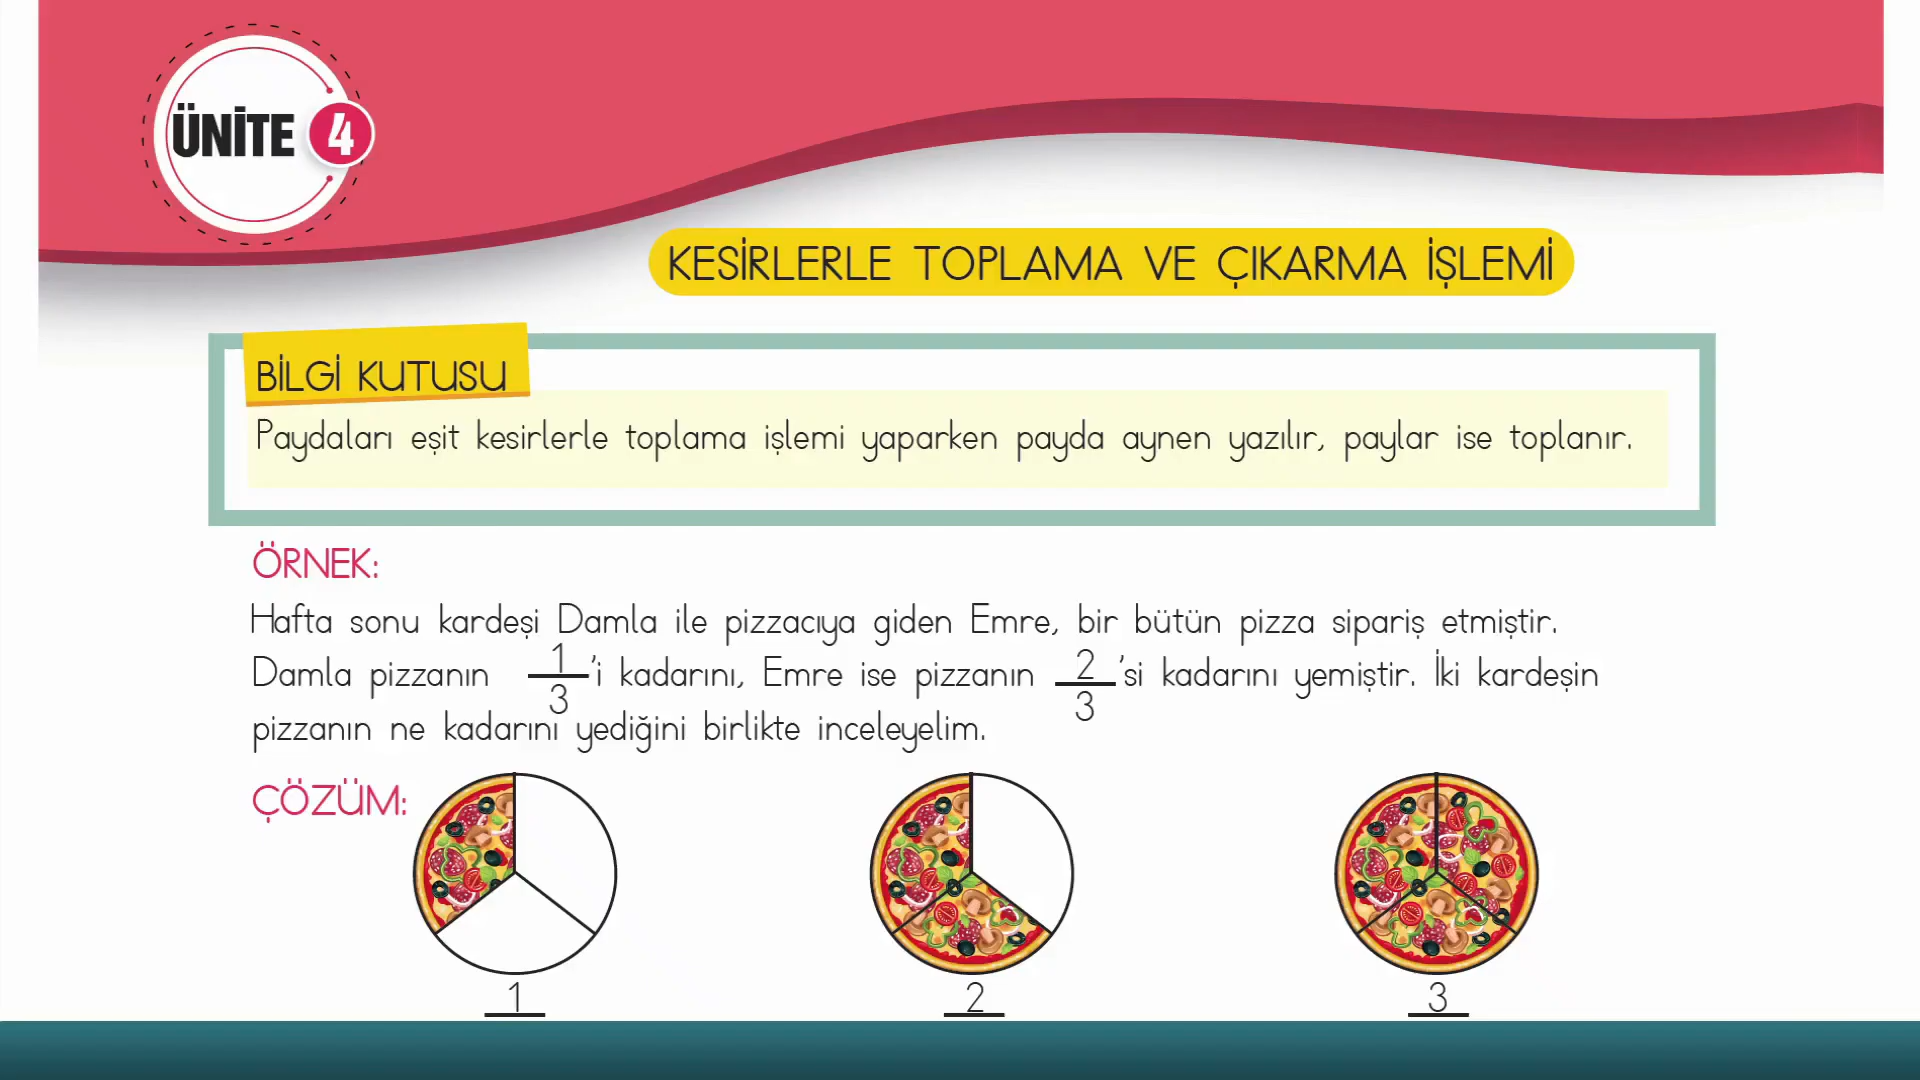 ÜNİTE 4
KESİRLERLE TOPLAMA VE ÇIKARMA İŞLEMİ
BİLGİ KUTUSU
Paydaları eşit kesirlerle toplama işlemi yaparken payda aynen yazılır, paylar ise toplanır.
ÖRNEK:
Hafta sonu kardeşi Damla ile pizzacıya giden Emre, bir bütün pizza sipariş etmiştir.
Damla pizzanın 1/3 'i kadarını, Emre ise pizzanın 2/3 'si kadarını yemiştir. İki kardeşin
pizzanın ne kadarını yediğini birlikte inceleyelim.
ÇÖZÜM:
1 2 3